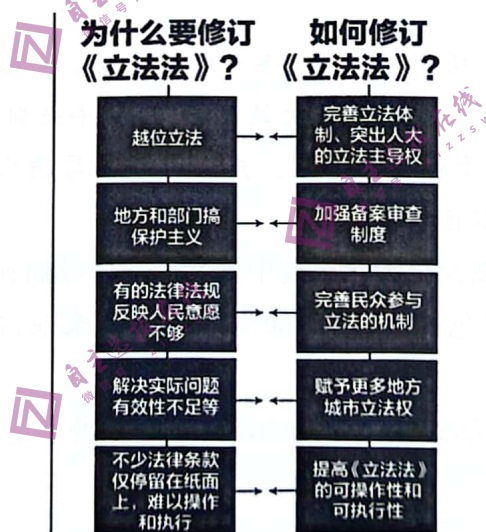 为什么要修订
《立法法》？
越位立法
地方和部门搞
保护主义
有的法律法规
反映人民意愿
不够
解决实际问题
有效性不足等
不少法律条款
仅停留在纸面
上，难以操作
和执行
如何修订
《立法法》？
完善立法体
制、突出人大
的立法主导权
加强备案审查
制度
完善民众参与
立法的机制
赋予更多地方
城市立法权
提高《立法法》
的可操作性和
可执行性